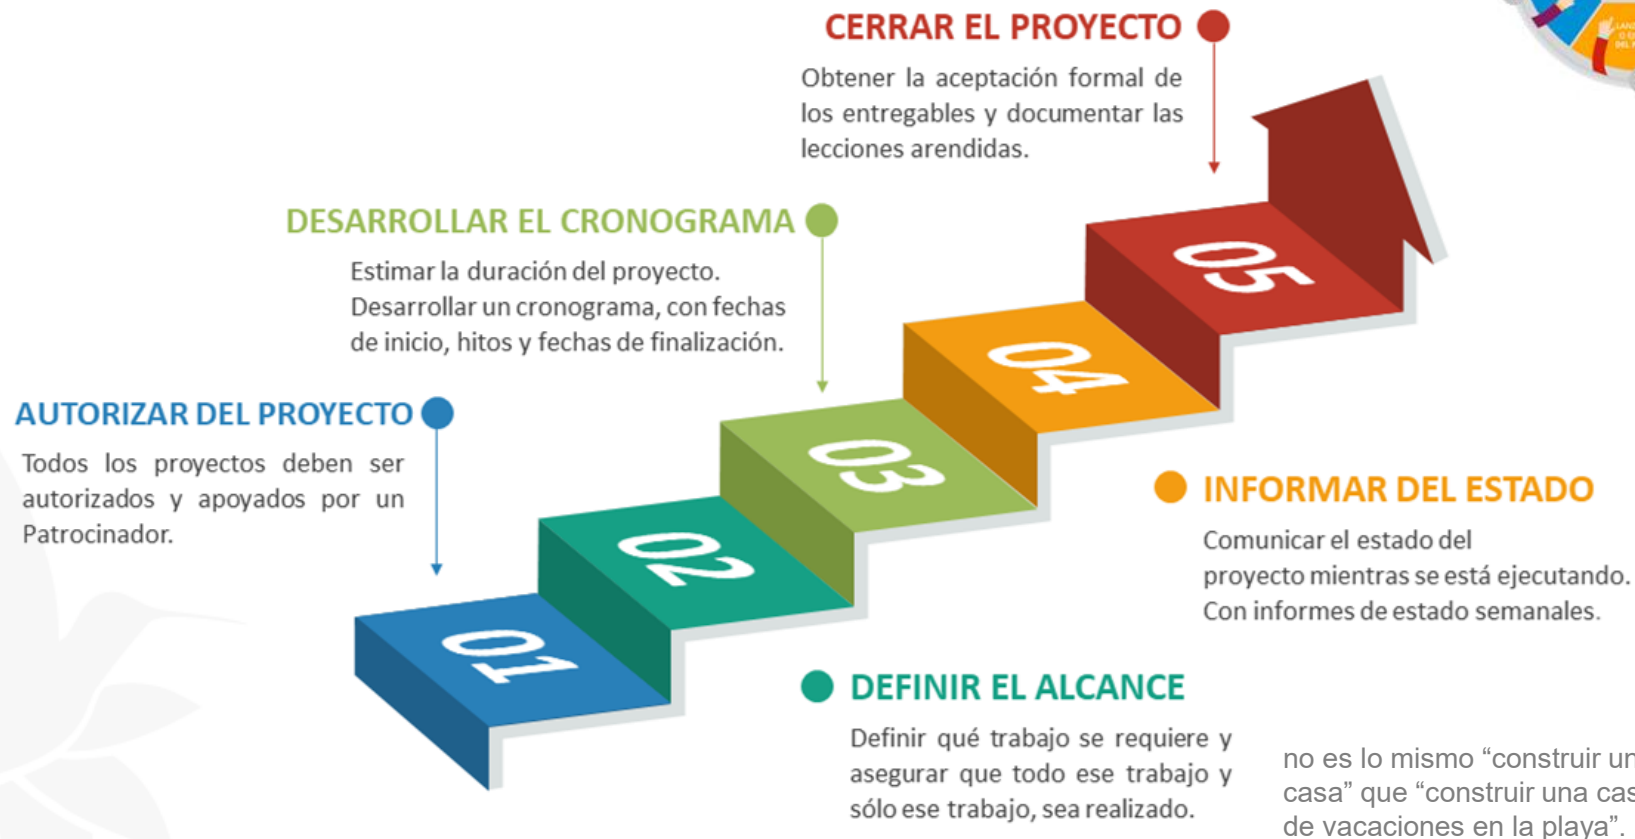 CERRAR EL PROYECTO
Obtener la aceptación formal de
los entregables y documentar las
lecciones arendidas.
DESARROLLAR EL CRONOGRAMA
Estimar la duración del proyecto.
Desarrollar un cronograma, con fechas
de inicio, hitos y fechas de finalización.
AUTORIZAR DEL PROYECTO
Todos los proyectos deben ser
autorizados y apoyados por un
Patrocinador.
05
04
03
02
01
INFORMAR DEL ESTADO
Comunicar el estado del
proyecto mientras se está ejecutando.
Con informes de estado semanales.
DEFINIR EL ALCANCE
Definir qué trabajo se requiere y
asegurar que todo ese trabajo y
sólo ese trabajo, sea realizado.
no es lo mismo “construir
casa” que “construir una
de vacaciones en la playa”.